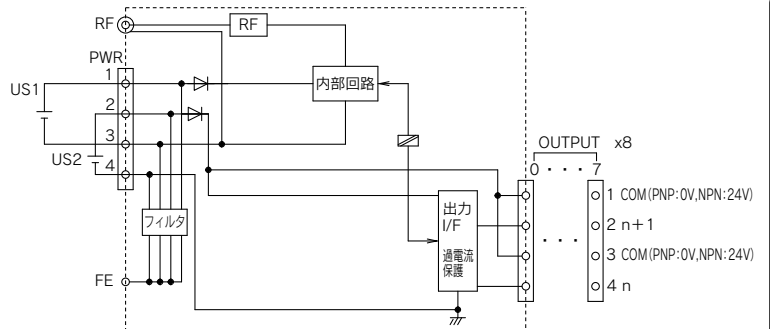 RF
RF
PWR
1
US1
内部回路
2
3
OUTPUT x8
US2
0 ・・・ 7
4
1 COM(PNP:0V,NPN:24V)
フィルタ
出力
I/F
2 n+1
・・・
過電流
保護
3 COM(PNP:0V,NPN:24V)
FE
4 n